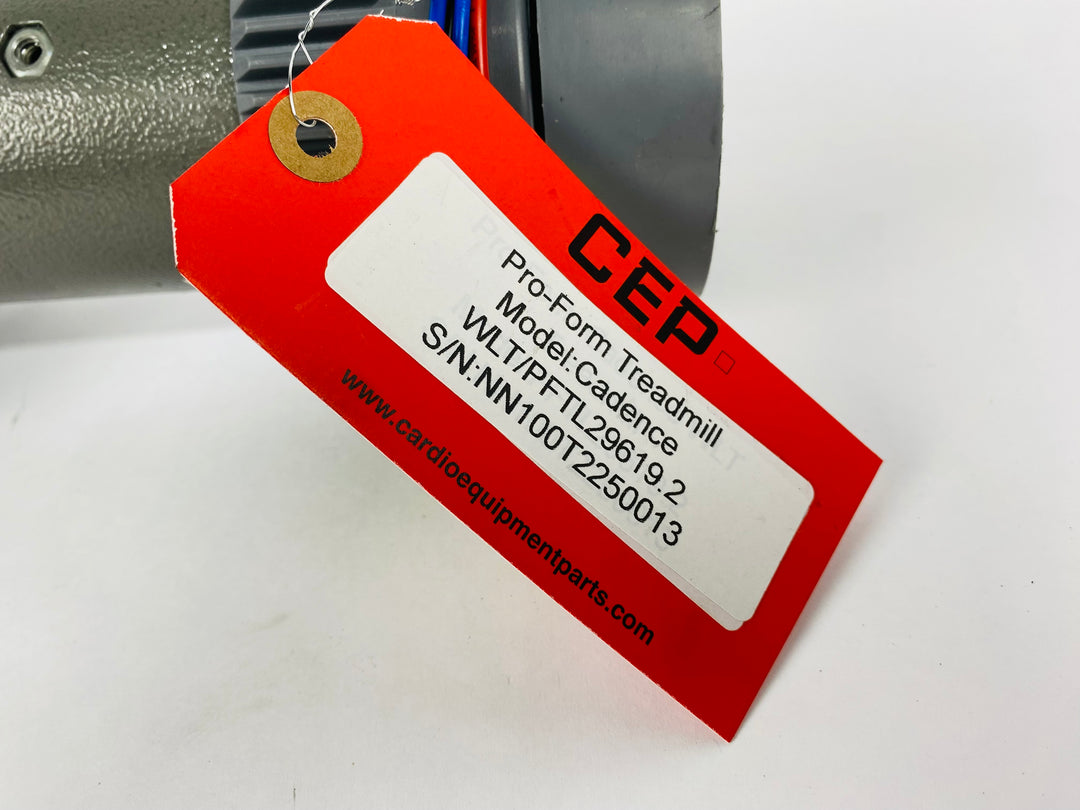 CEP
Pro-Form Treadmill
Model:Cadence
WLT/PFTL29619.2
S/N:NN100T2250013
www.cardioequipmentparts.com